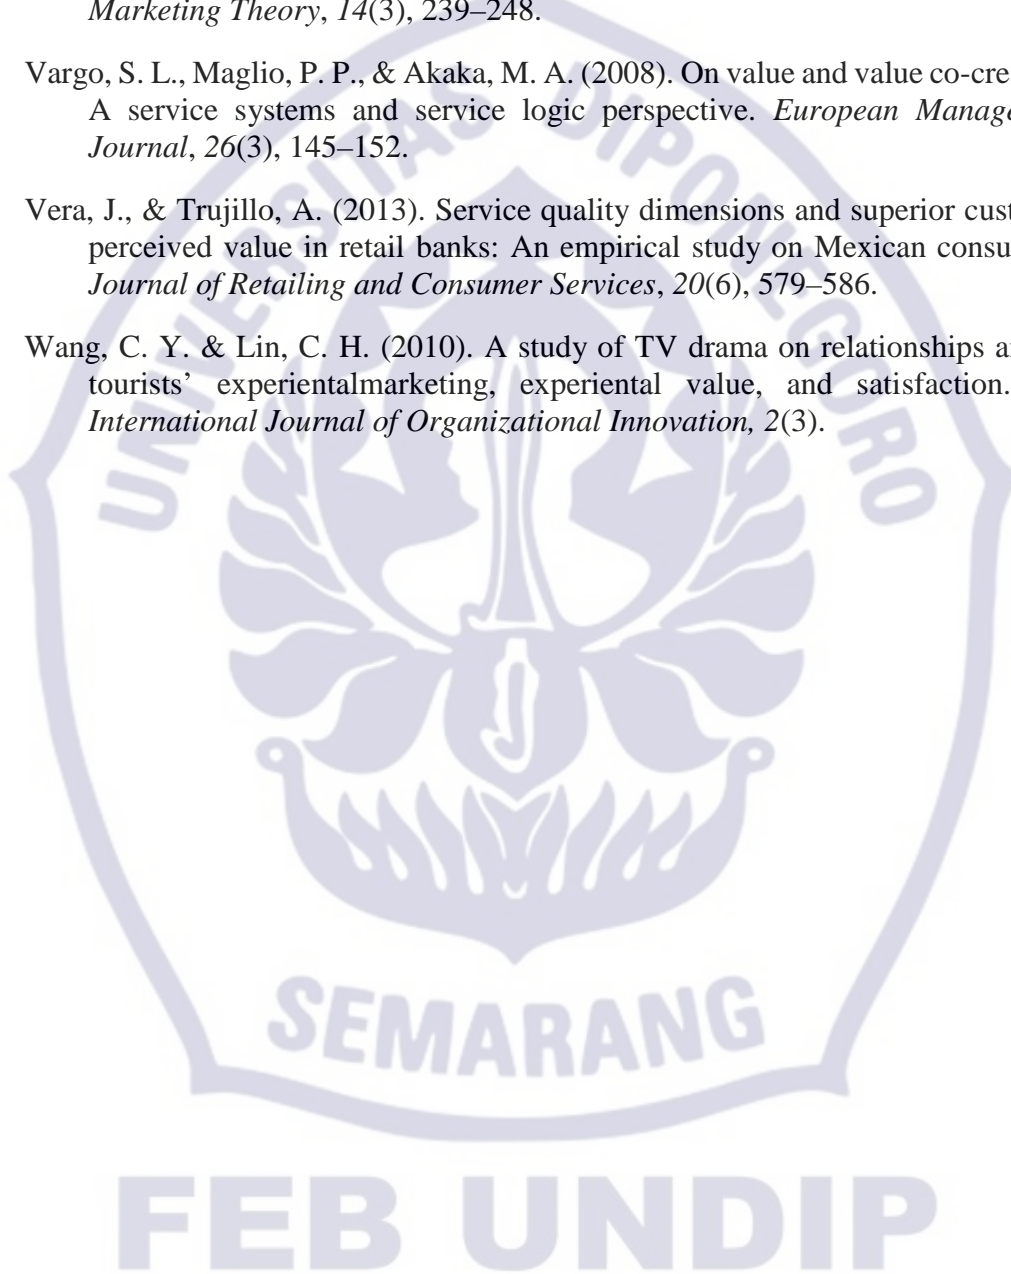 Marketing Theory, 14(3), 239–248.
Vargo, S. L., Maglio, P. P., & Akaka, M. A. (2008). On value and value co-cre
A service systems and service logic perspective. European Manage
Journal, 26(3), 145–152.
Vera, J., & Trujillo, A. (2013). Service quality dimensions and superior cust
perceived value in retail banks: An empirical study on Mexican consu
Journal of Retailing and Consumer Services, 20(6), 579–586.
Wang, C. Y. & Lin, C. H. (2010). A study of TV drama on relationships a
tourists’ experientalmarketing, experiental value, and satisfaction.
International Journal of Organizational Innovation, 2(3).
UNIVERSITAS DIPONEGORO
SEMARANG
FEB UNDIP